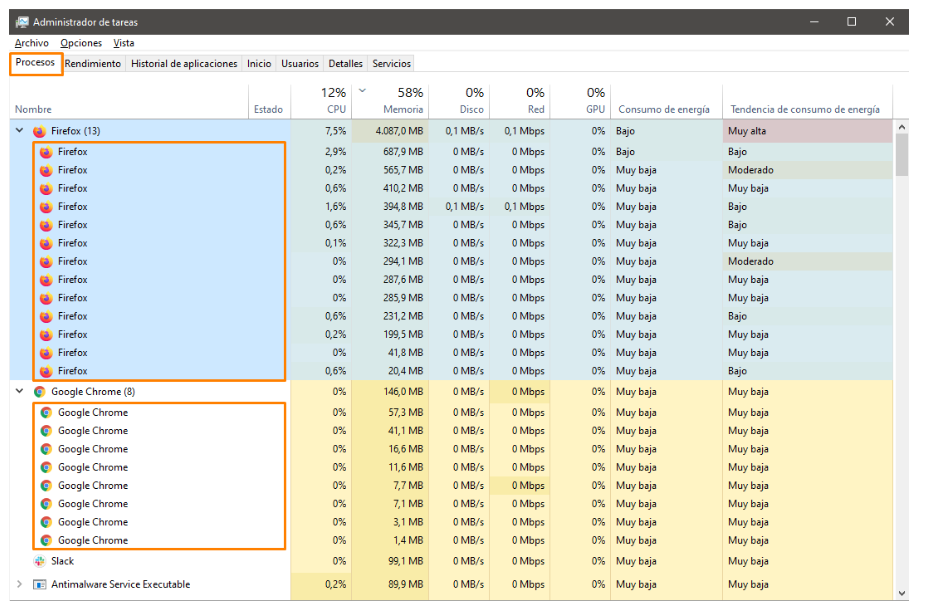 Administrador de tareas
Archivo Opciones Vista
Procesos Rendimiento Historial de aplicaciones Inicio Usuarios Detalles Servicios
12% 58% 0% 0% 0%
Nombre Estado CPU Memoria Disco Red GPU Consumo de energía Tendencia de consumo de energía
Firefox (13) 7,5% 4.087,0 MB 0,1 MB/s 0,1 Mbps 0% Bajo Muy alta
Firefox 2,9% 687,9 MB 0 MB/s 0 Mbps 0% Bajo Bajo
Firefox 0,2% 565,7 MB 0 MB/s 0 Mbps 0% Muy baja Moderado
Firefox 0,6% 410,2 MB 0 MB/s 0 Mbps 0% Muy baja Muy baja
Firefox 1,6% 394,8 MB 0,1 MB/s 0,1 Mbps 0% Muy baja Bajo
Firefox 0,6% 345,7 MB 0 MB/s 0 Mbps 0% Muy baja Bajo
Firefox 0,1% 322,3 MB 0 MB/s 0 Mbps 0% Muy baja Muy baja
Firefox 0% 294,1 MB 0 MB/s 0 Mbps 0% Muy baja Moderado
Firefox 0% 287,6 MB 0 MB/s 0 Mbps 0% Muy baja Muy baja
Firefox 0% 285,9 MB 0 MB/s 0 Mbps 0% Muy baja Muy baja
Firefox 0,6% 231,2 MB 0 MB/s 0 Mbps 0% Muy baja Bajo
Firefox 0,2% 199,5 MB 0 MB/s 0 Mbps 0% Muy baja Muy baja
Firefox 0% 41,8 MB 0 MB/s 0 Mbps 0% Muy baja Muy baja
Firefox 0,6% 20,4 MB 0 MB/s 0 Mbps 0% Muy baja Bajo
Google Chrome (8) 0% 146,0 MB 0 MB/s 0 Mbps 0% Muy baja Muy baja
Google Chrome 0% 57,3 MB 0 MB/s 0 Mbps 0% Muy baja Muy baja
Google Chrome 0% 41,1 MB 0 MB/s 0 Mbps 0% Muy baja Muy baja
Google Chrome 0% 16,6 MB 0 MB/s 0 Mbps 0% Muy baja Muy baja
Google Chrome 0% 11,6 MB 0 MB/s 0 Mbps 0% Muy baja Muy baja
Google Chrome 0% 7,7 MB 0 MB/s 0 Mbps 0% Muy baja Muy baja
Google Chrome 0% 7,1 MB 0 MB/s 0 Mbps 0% Muy baja Muy baja
Google Chrome 0% 3,1 MB 0 MB/s 0 Mbps 0% Muy baja Muy baja
Google Chrome 0% 1,4 MB 0 MB/s 0 Mbps 0% Muy baja Muy baja
Slack 0% 99,1 MB 0 MB/s 0 Mbps 0% Muy baja Muy baja
Antimalware Service Executable 0,2% 89,9 MB 0 MB/s 0 Mbps 0% Muy baja Muy baja